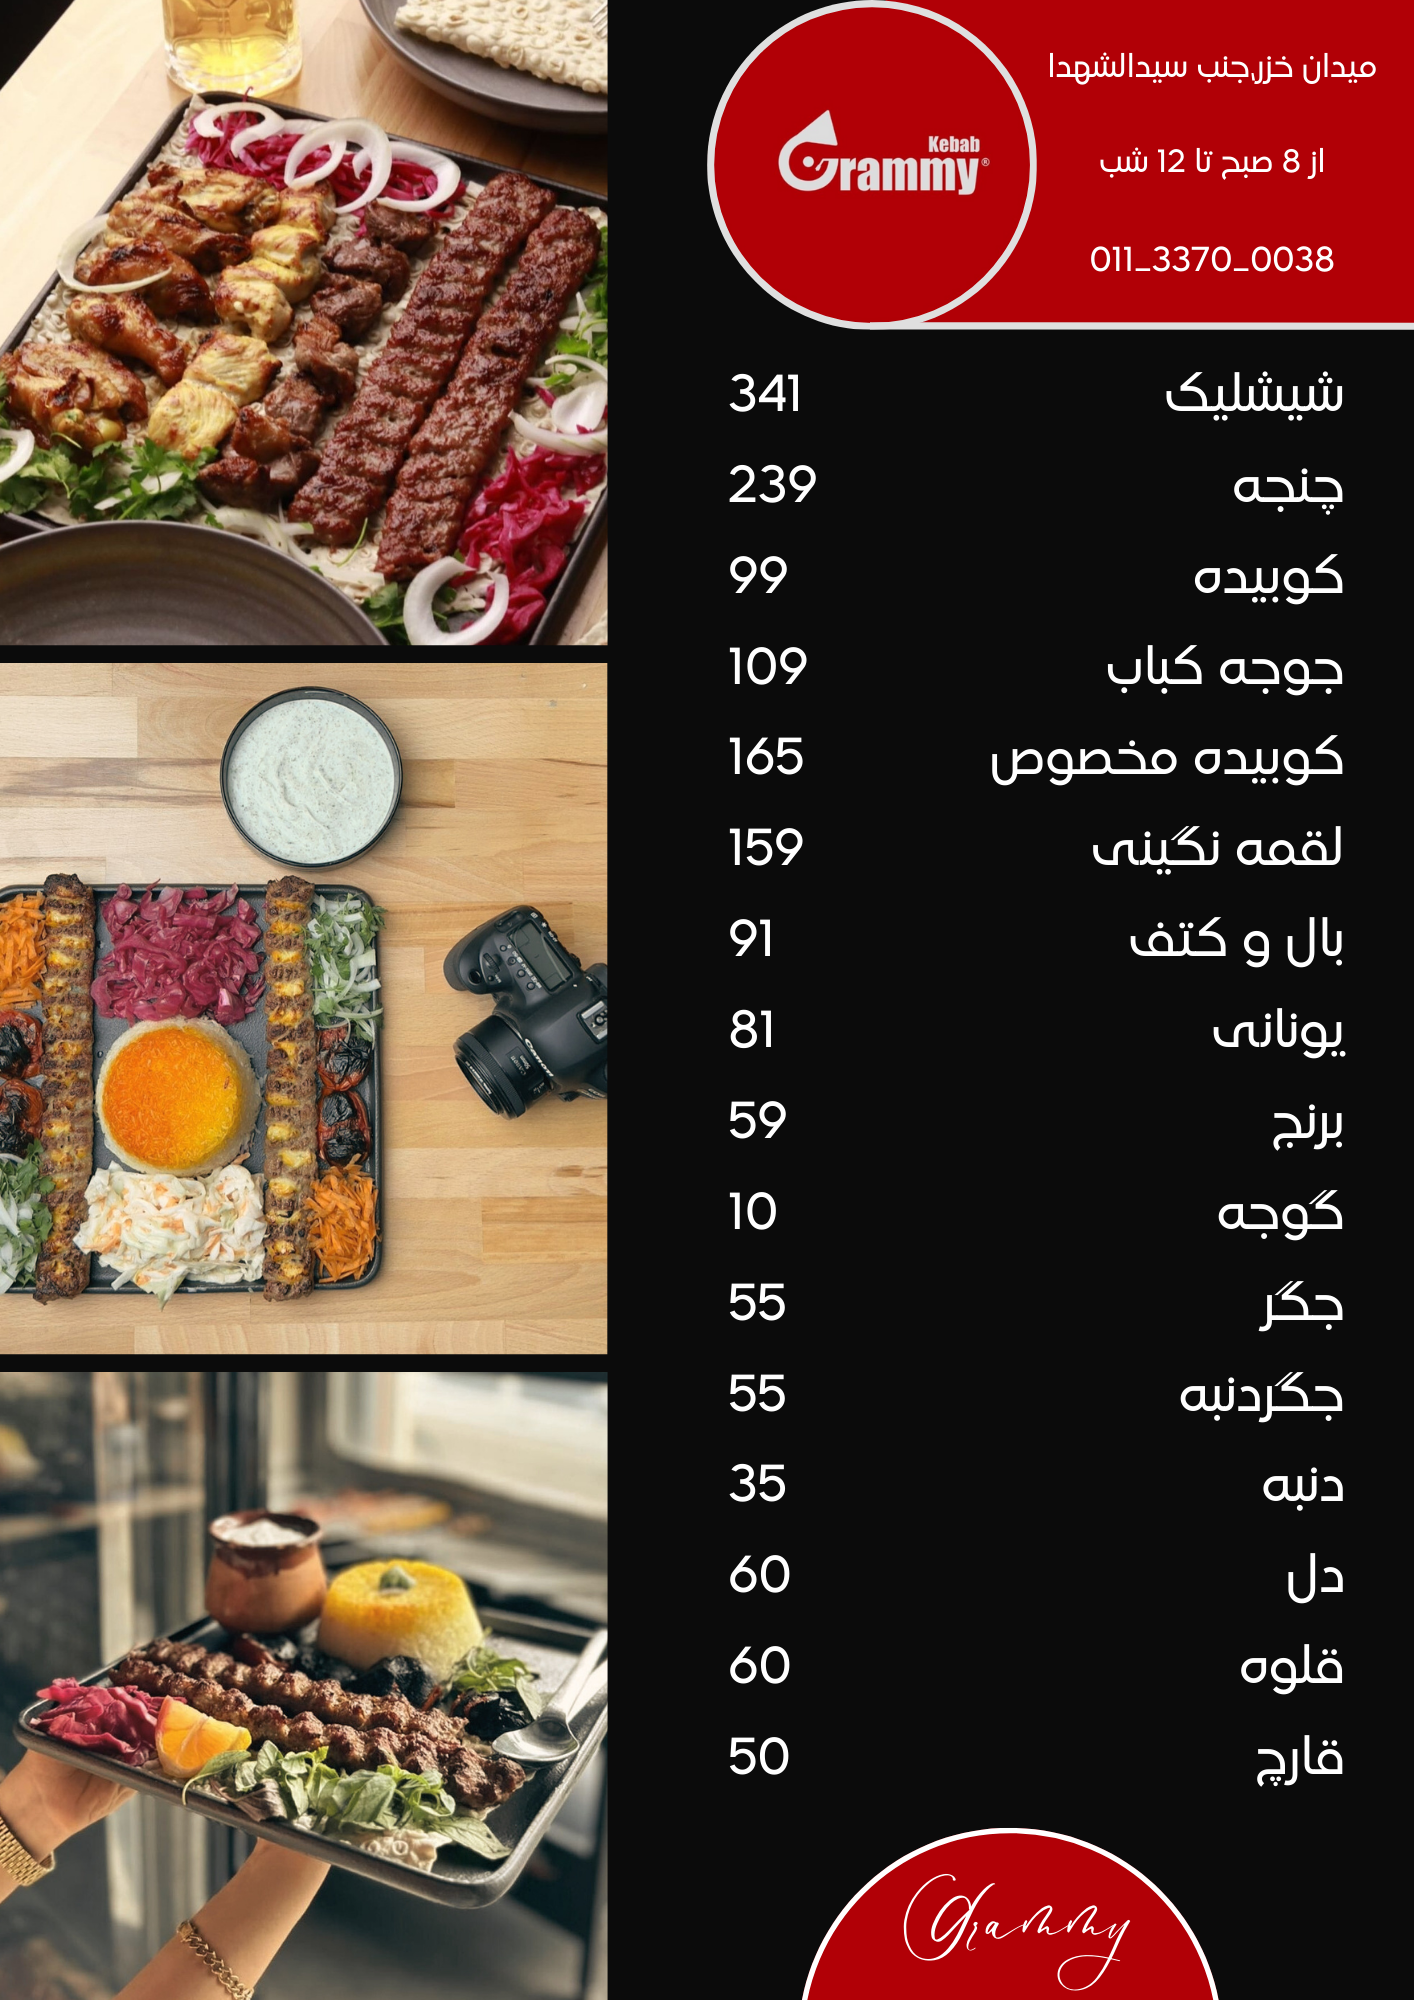 Kebab
Grammy®
میدان خزر,جنب سیدالشهدا
از 8 صبح تا 12 شب
011_3370_0038
شیشلیک 341
چنجه 239
کوبیده 99
جوجه کباب 109
کوبیده مخصوص 165
لقمه نگینی 159
بال و کتف 91
یونانی 81
برنج 59
گوجه 10
جگر 55
جگردنبه 55
دنبه 35
دل 60
قلوه 60
قارچ 50
Grammy
Canon